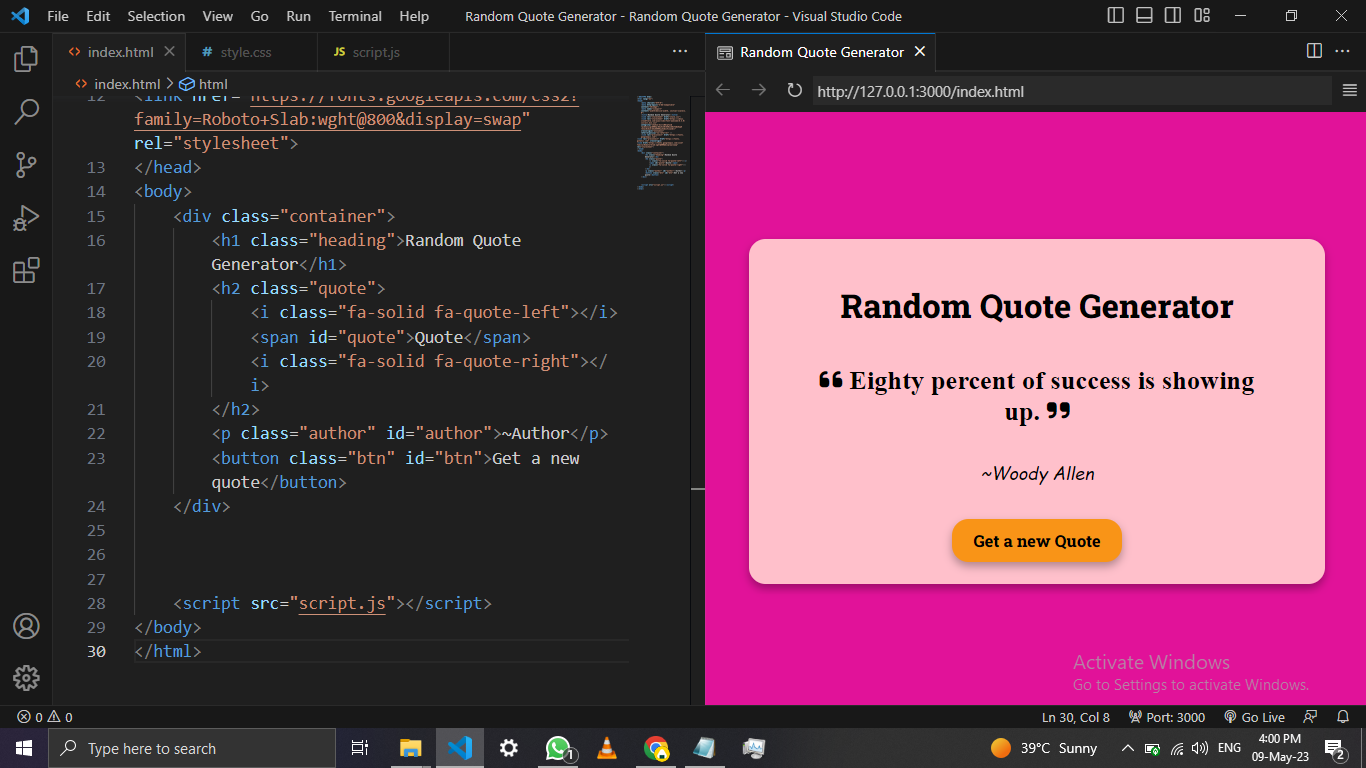 File Edit Selection View Go Run Terminal Help
Random Quote Generator - Random Quote Generator - Visual Studio Code
index.html
# style.css
JS script.js
index.html > html
12 <link href="https://fonts.googleapis.com/css2?
family=Roboto+Slab:wght@800&display=swap"
rel="stylesheet">
13 </head>
14 <body>
15 <div class="container">
16 <h1 class="heading">Random Quote
Generator</h1>
17 <h2 class="quote">
18 <i class="fa-solid fa-quote-left"></i>
19 <span id="quote">Quote</span>
20 <i class="fa-solid fa-quote-right"></
i>
21 </h2>
22 <p class="author" id="author">~Author</p>
23 <button class="btn" id="btn">Get a new
quote</button>
24 </div>
25
26
27
28 <script src="script.js"></script>
29 </body>
30 </html>
Random Quote Generator
http://127.0.0.1:3000/index.html
Random Quote Generator
❝ Eighty percent of success is showing
up. ❞
~Woody Allen
Get a new Quote
Activate Windows
Go to Settings to activate Windows.
0 0
Ln 30, Col 8
Port: 3000
Go Live
Type here to search
1
39°C Sunny
ENG
4:00 PM
09-May-23
2